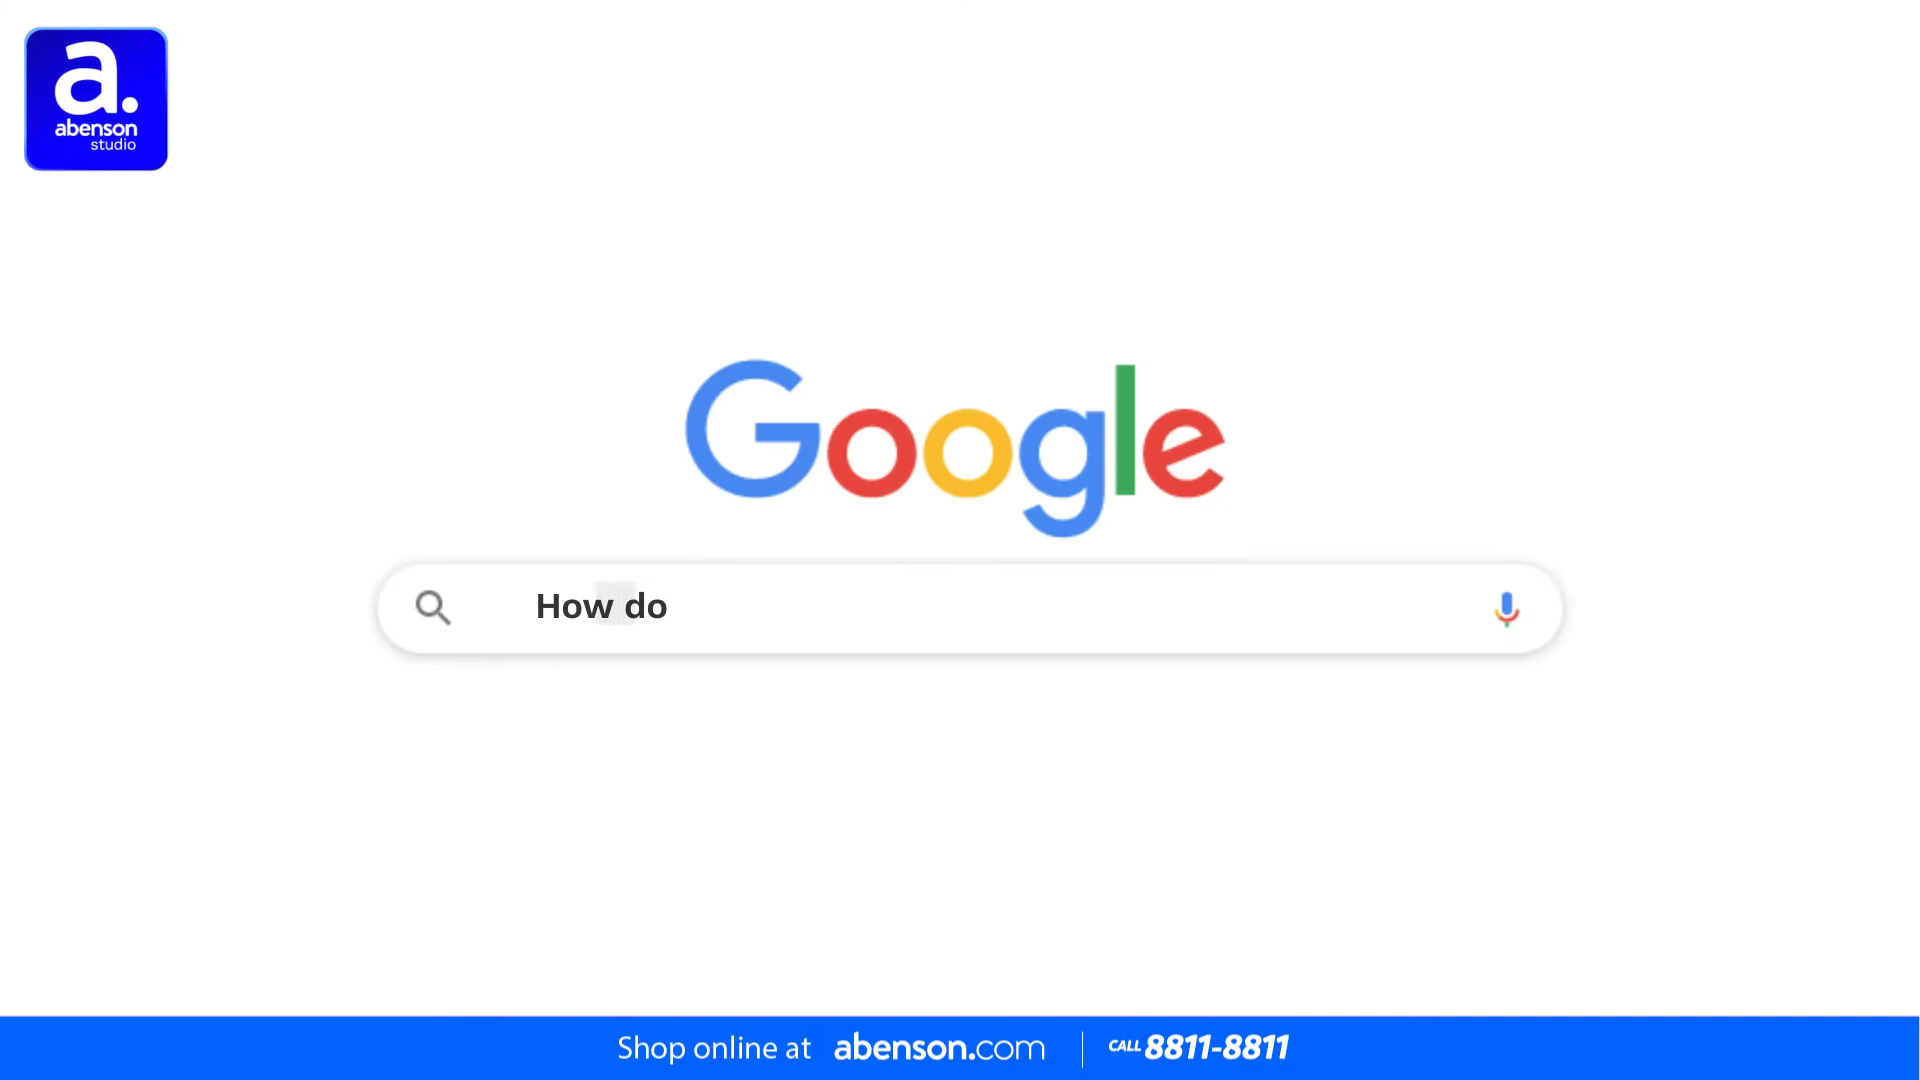 a.
abenson
studio
Google
How do
Shop online at abenson.com CALL 8811-8811